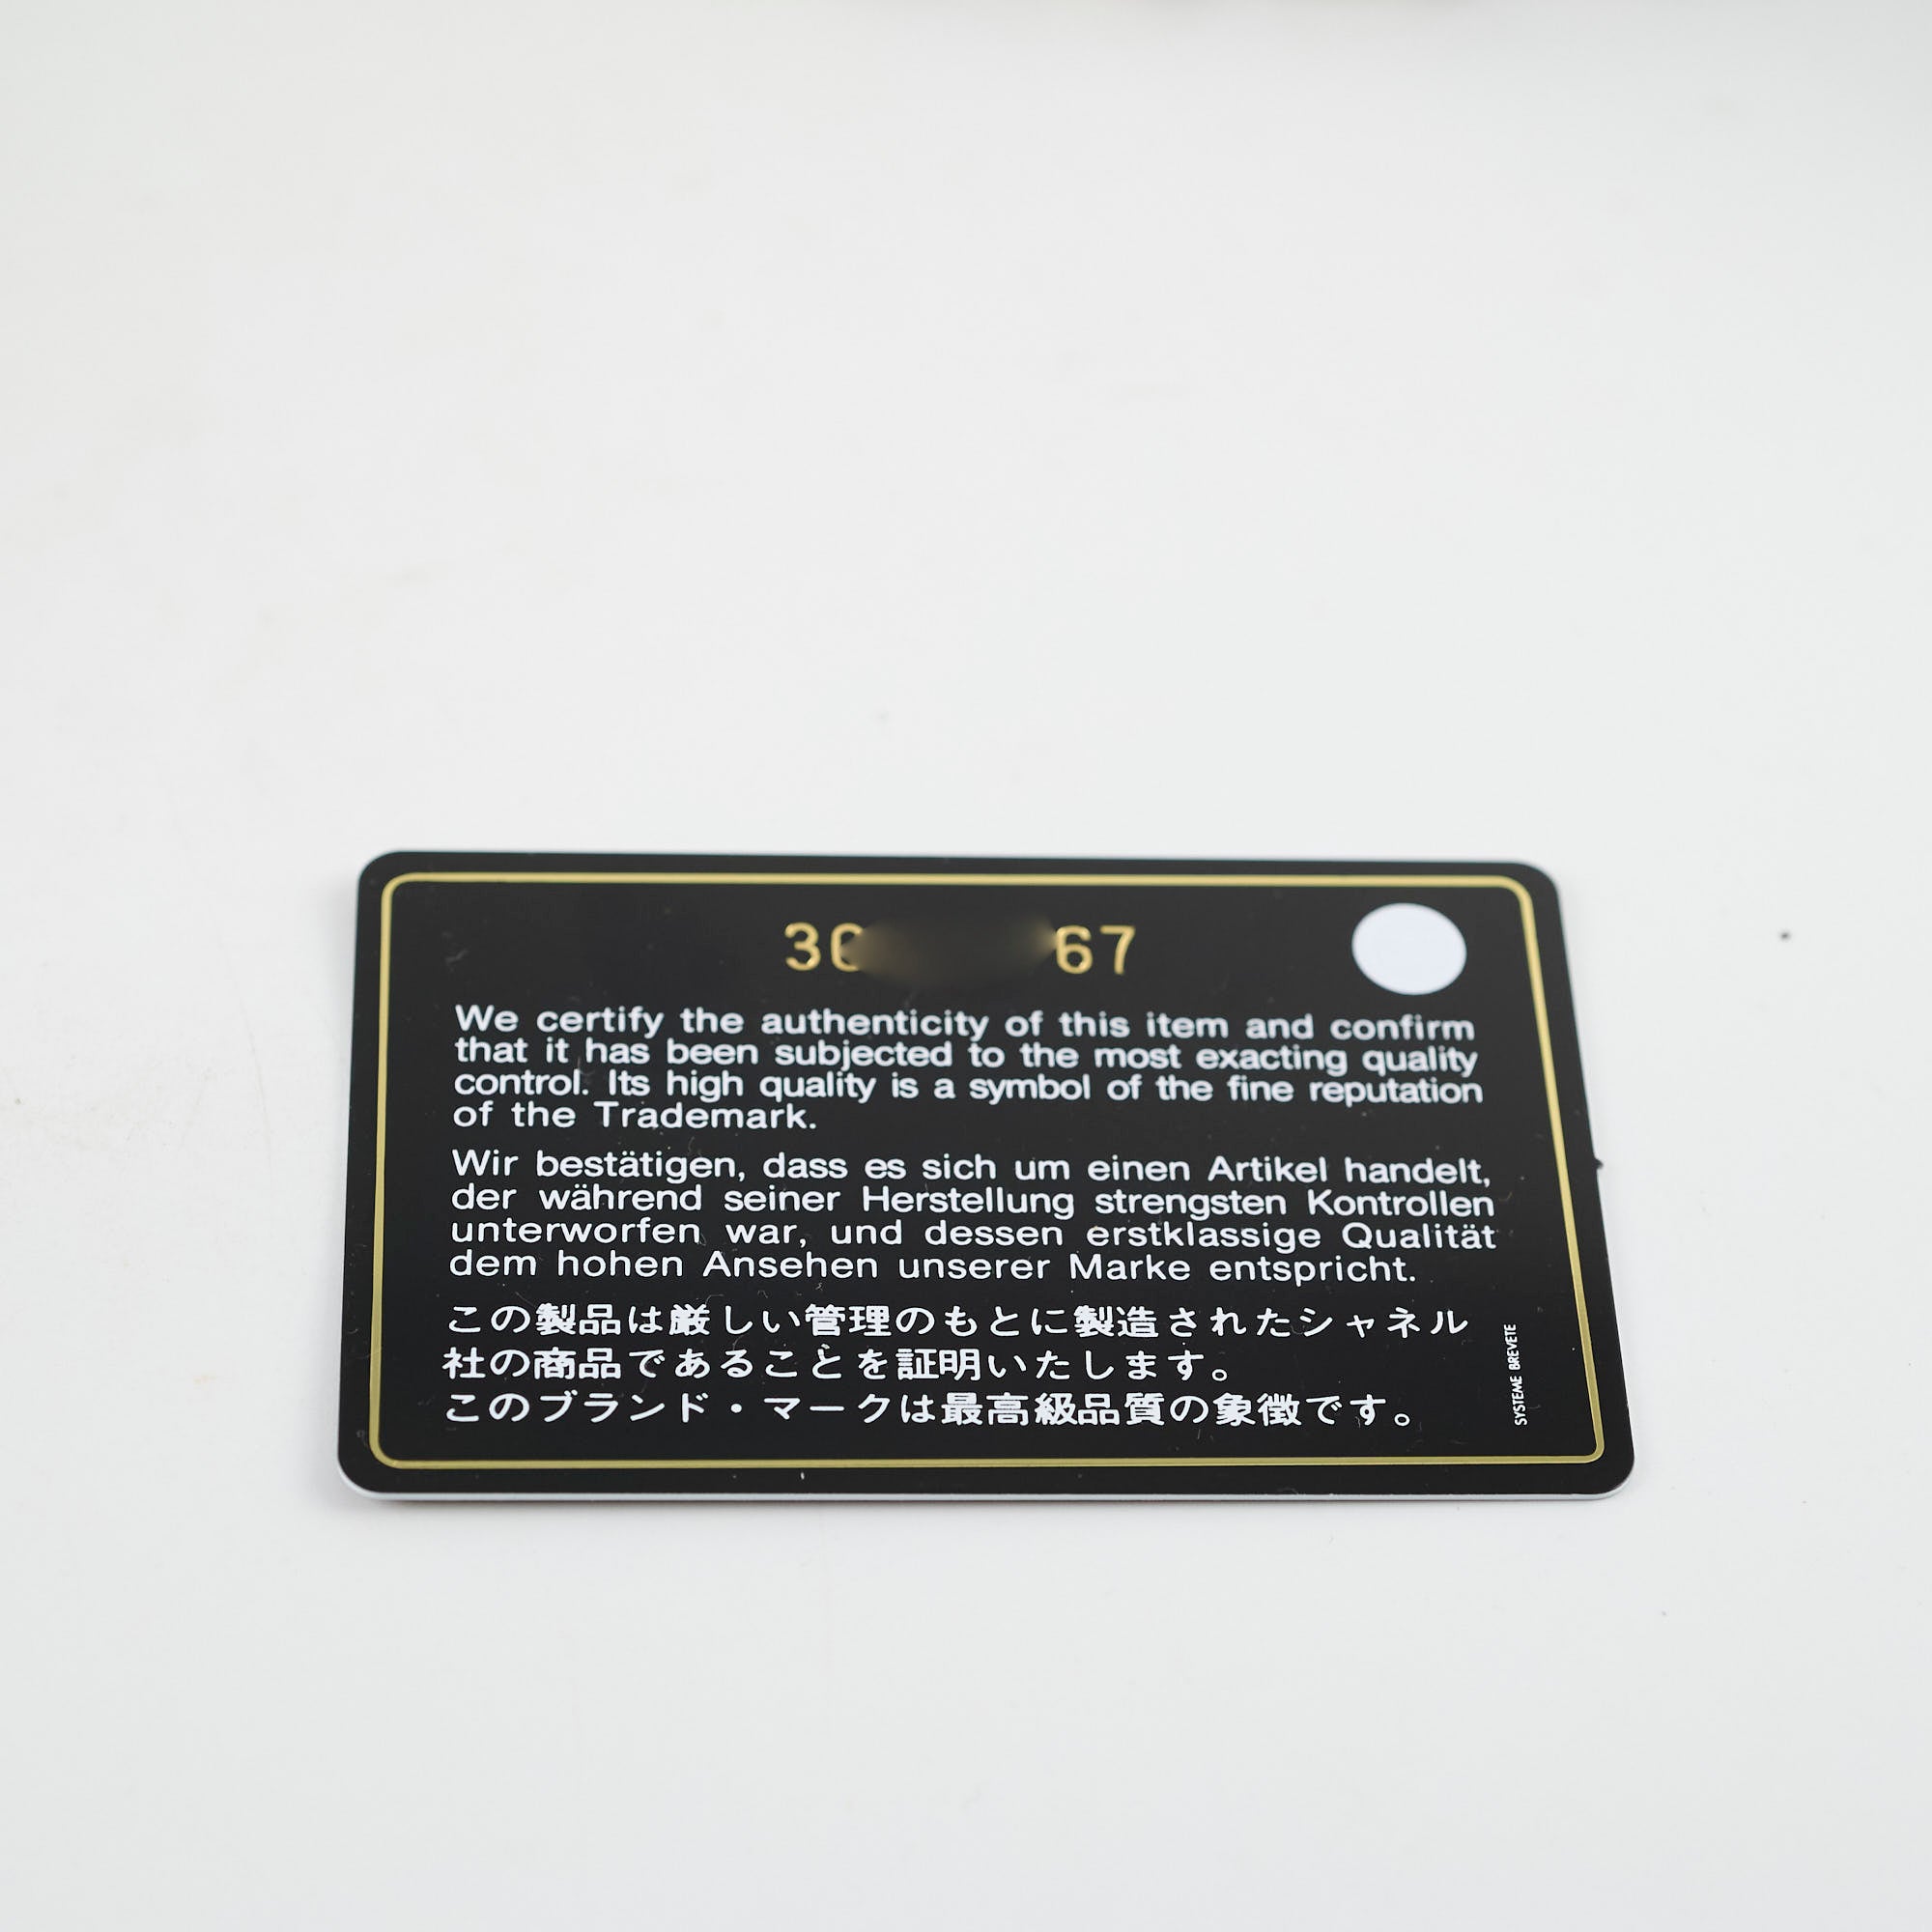 30 67
We certify the authenticity of this item and confirm
that it has been subjected to the most exacting quality
control. Its high quality is a symbol of the fine reputation
of the Trademark.
Wir bestätigen, dass es sich um einen Artikel handelt,
der während seiner Herstellung strengsten Kontrollen
unterworfen war, und dessen erstklassige Qualität
dem hohen Ansehen unserer Marke entspricht.
この製品は厳しい管理のもとに製造されたシャネル
社の商品であることを証明いたします。
このブランド・マークは最高級品質の象徴です。
SYSTEME BREVETE